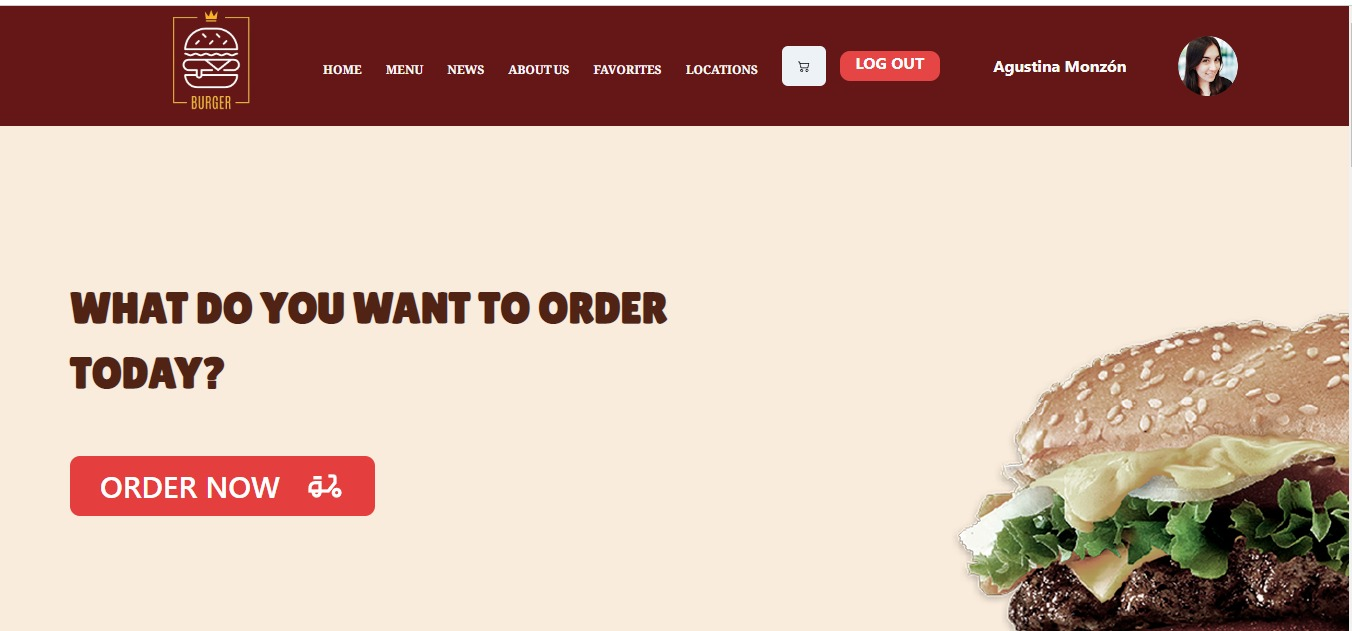 BURGER
HOME MENU NEWS ABOUT US FAVORITES LOCATIONS LOG OUT Agustina Monzón
WHAT DO YOU WANT TO ORDER
TODAY?
ORDER NOW